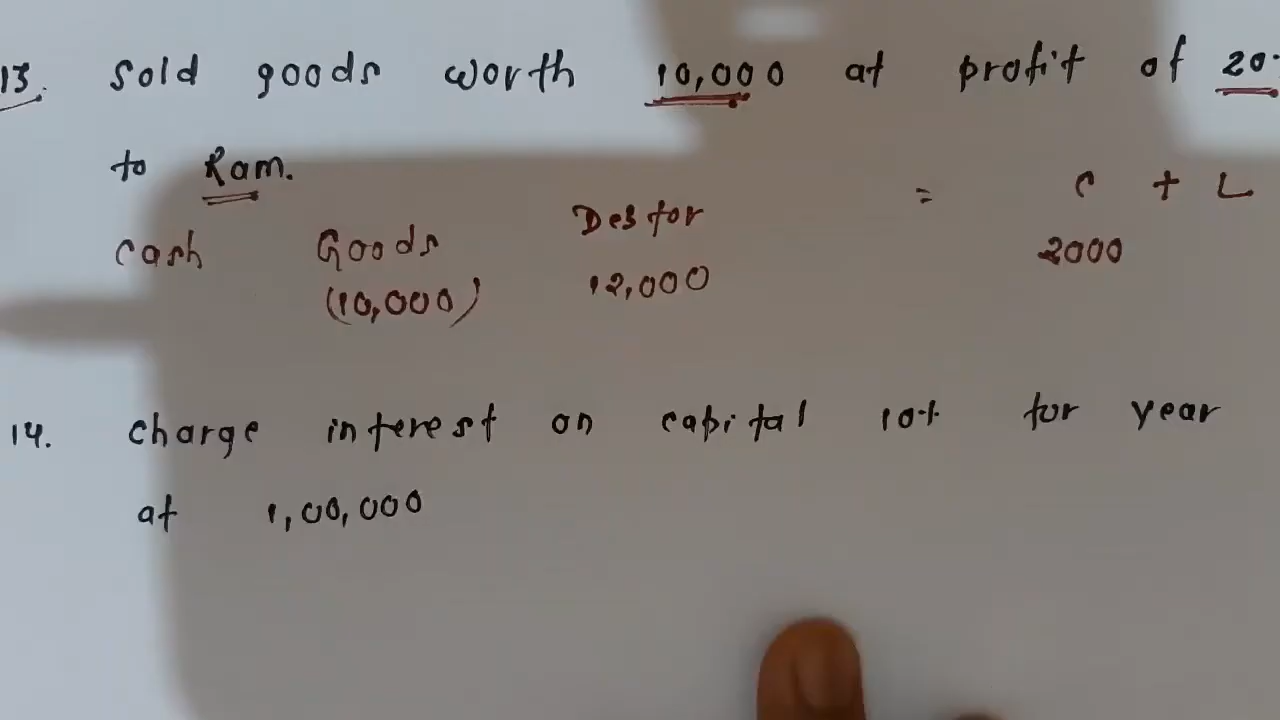 13. Sold goods worth 10,000 at profit of 20%
to Ram.
= C + L
Cash Goods Debtor
(10,000) 12,000 2000
14. charge interest on capital 10% for year
at 1,00,000